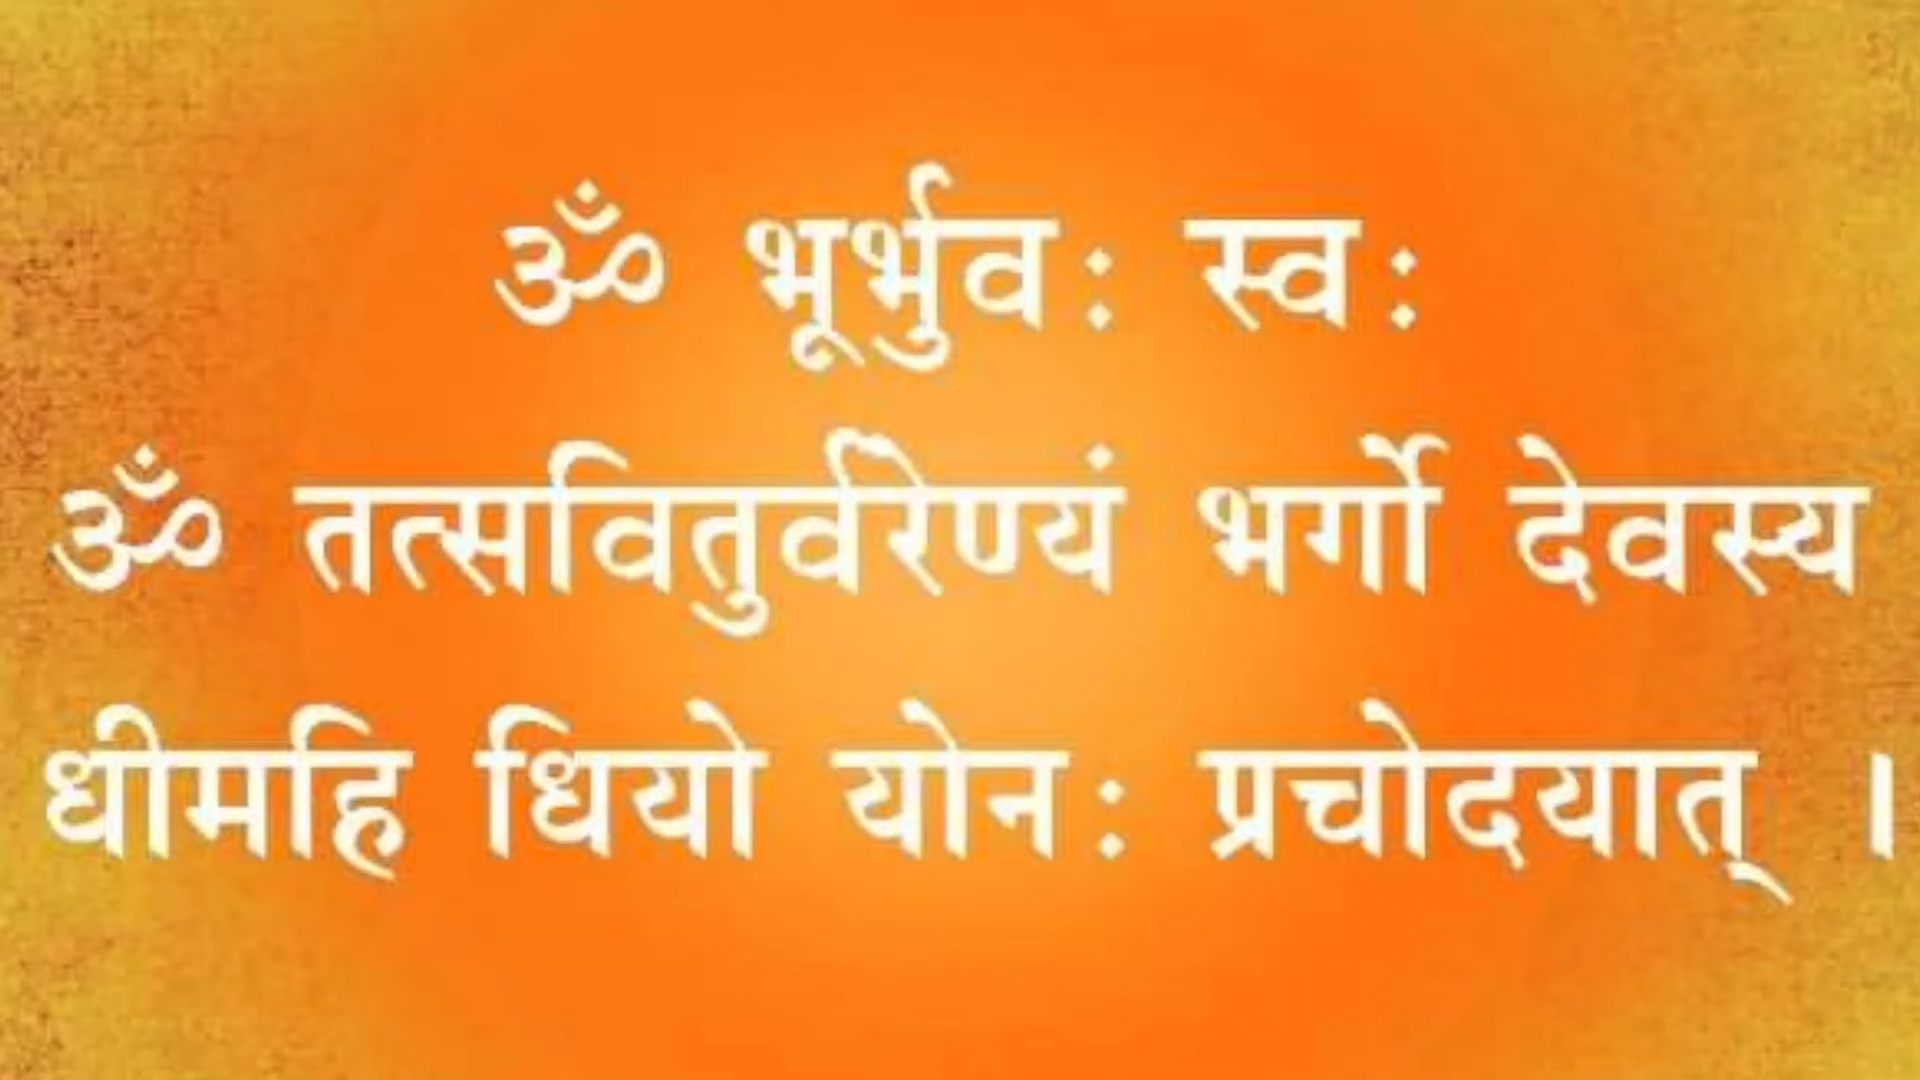 ॐ भूर्भुवः स्वः
ॐ तत्सवितुर्वरेण्यं भर्गो देवस्य
धीमहि धियो योनः प्रचोदयात् ।